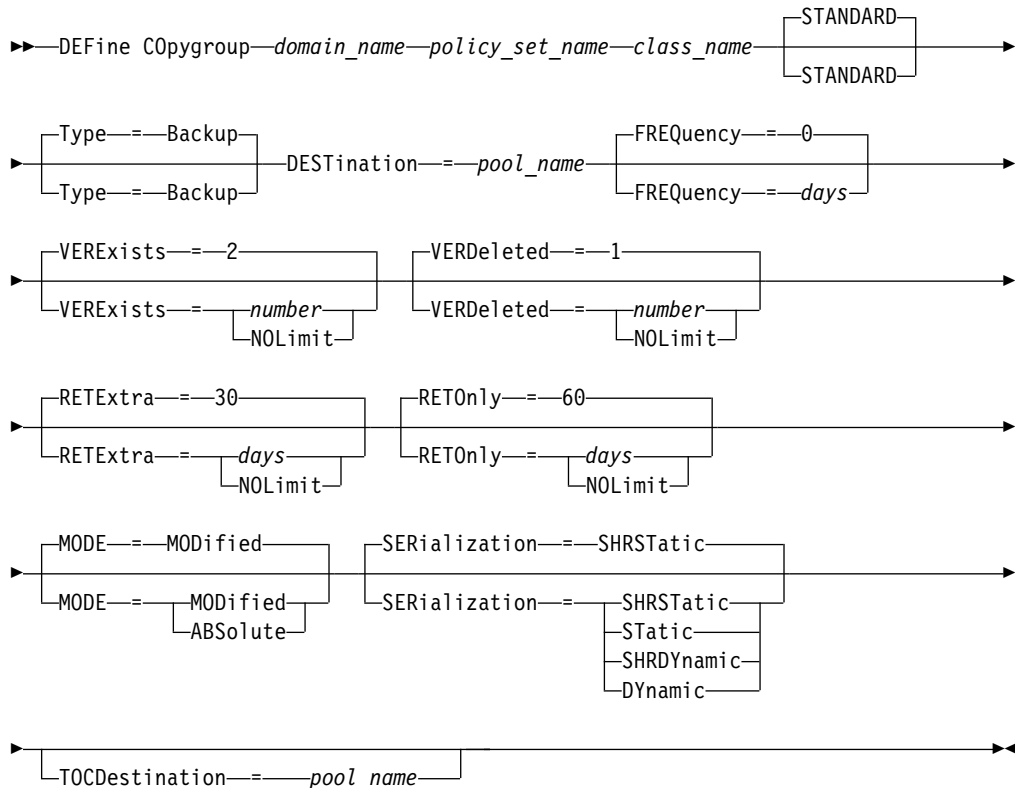 STANDARD
DEFine COpygroup domain_name policy_set_name class_name
STANDARD
Type = Backup FREQuency = 0
DESTination = pool_name
Type = Backup FREQuency = days
VERExists = 2 VERDeleted = 1
VERExists = number VERDeleted = number
NOLimit NOLimit
RETExtra = 30 RETOnly = 60
RETExtra = days RETOnly = days
NOLimit NOLimit
MODE = MODified SERialization = SHRSTatic
MODE = MODified SERialization = SHRSTatic
ABSolute STatic
SHRDYnamic
DYnamic
TOCDestination = pool_name